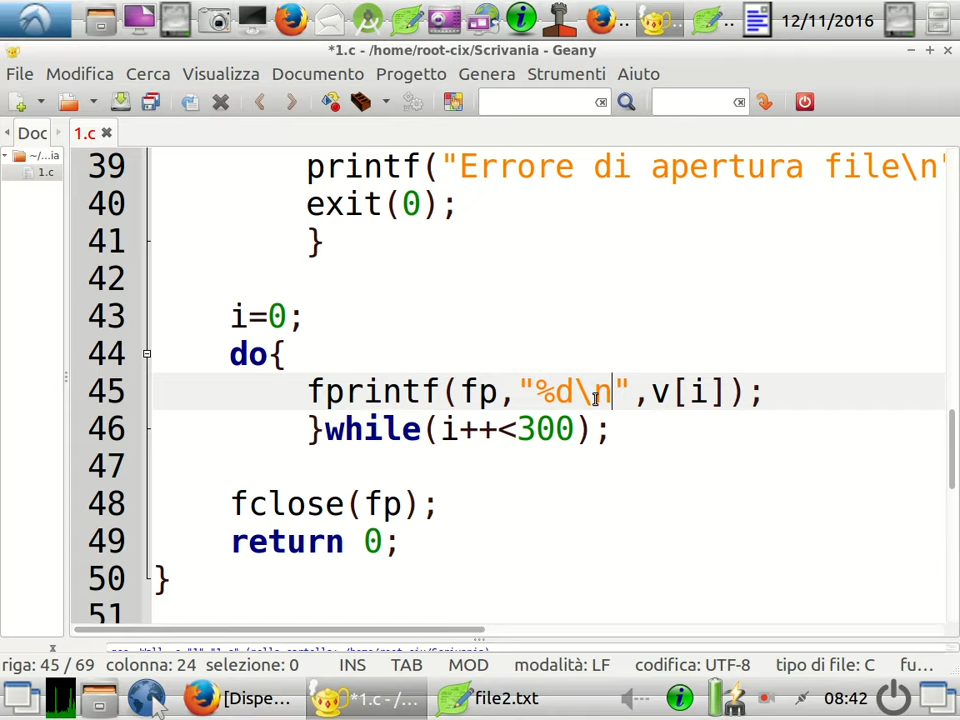 12/11/2016
*1.c - /home/root-cix/Scrivania - Geany
File Modifica Cerca Visualizza Documento Progetto Genera Strumenti Aiuto
Doc 1.c
~/...ia
1.c
39 printf("Errore di apertura file\n"
40 exit(0);
41 }
42
43 i=0;
44 do{
45 fprintf(fp,"%d\n",v[i]);
46 }while(i++<300);
47
48 fclose(fp);
49 return 0;
50 }
51
riga: 45 / 69 colonna: 24 selezione: 0 INS TAB MOD modalità: LF codifica: UTF-8 tipo di file: C fu...
[Dispe... *1.c - /... file2.txt 08:42